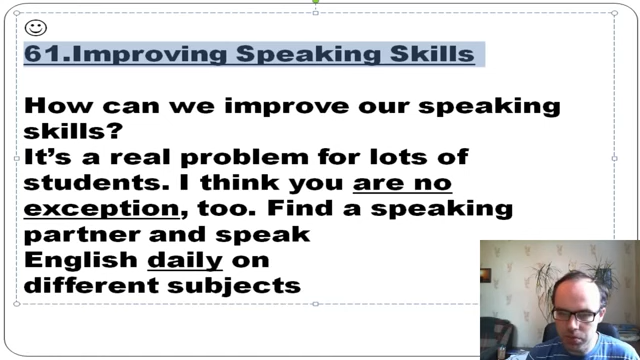 61.Improving Speaking Skills
How can we improve our speaking
skills?
It's a real problem for lots of
students. I think you are no
exception, too. Find a speaking
partner and speak
English daily on
different subjects